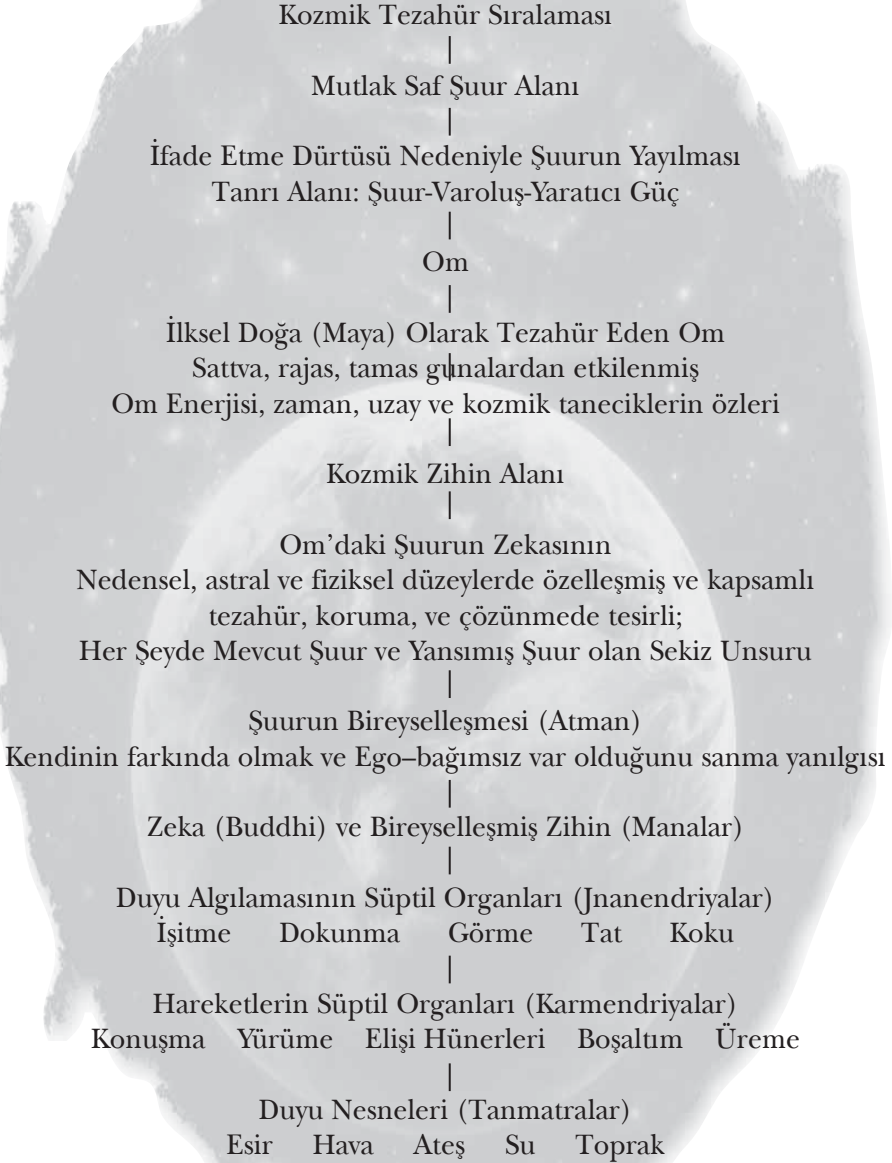 Kozmik Tezahür Sıralaması
Mutlak Saf Şuur Alanı
İfade Etme Dürtüsü Nedeniyle Şuurun Yayılması
Tanrı Alanı: Şuur-Varoluş-Yaratıcı Güç
Om
İlksel Doğa (Maya) Olarak Tezahür Eden Om
Sattva, rajas, tamas gunalardan etkilenmiş
Om Enerjisi, zaman, uzay ve kozmik taneciklerin özleri
Kozmik Zihin Alanı
Om’daki Şuurun Zekasının
Nedensel, astral ve fiziksel düzeylerde özelleşmiş ve kapsamlı
tezahür, koruma, ve çözünmede tesirli;
Her Şeyde Mevcut Şuur ve Yansımış Şuur olan Sekiz Unsuru
Şuurun Bireyselleşmesi (Atman)
Kendinin farkında olmak ve Ego–bağımsız var olduğunu sanma yanılgısı
Zeka (Buddhi) ve Bireyselleşmiş Zihin (Manalar)
Duyu Algılamasının Süptil Organları (Jnanendriyalar)
İşitme Dokunma Görme Tat Koku
Hareketlerin Süptil Organları (Karmendriyalar)
Konuşma Yürüme Elişi Hünerleri Boşaltım Üreme
Duyu Nesneleri (Tanmatralar)
Esir Hava Ateş Su Toprak